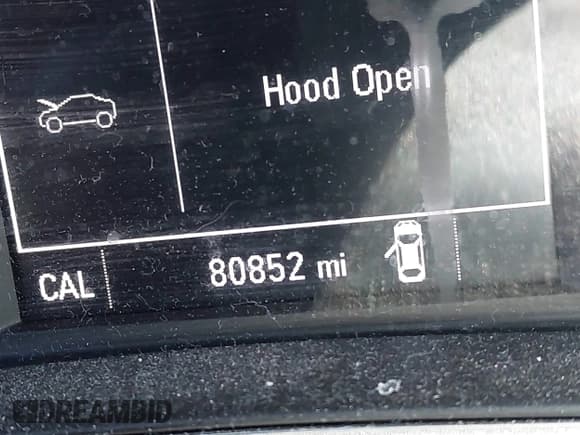 Hood Open
CAL 80852 mi
DREAMBID